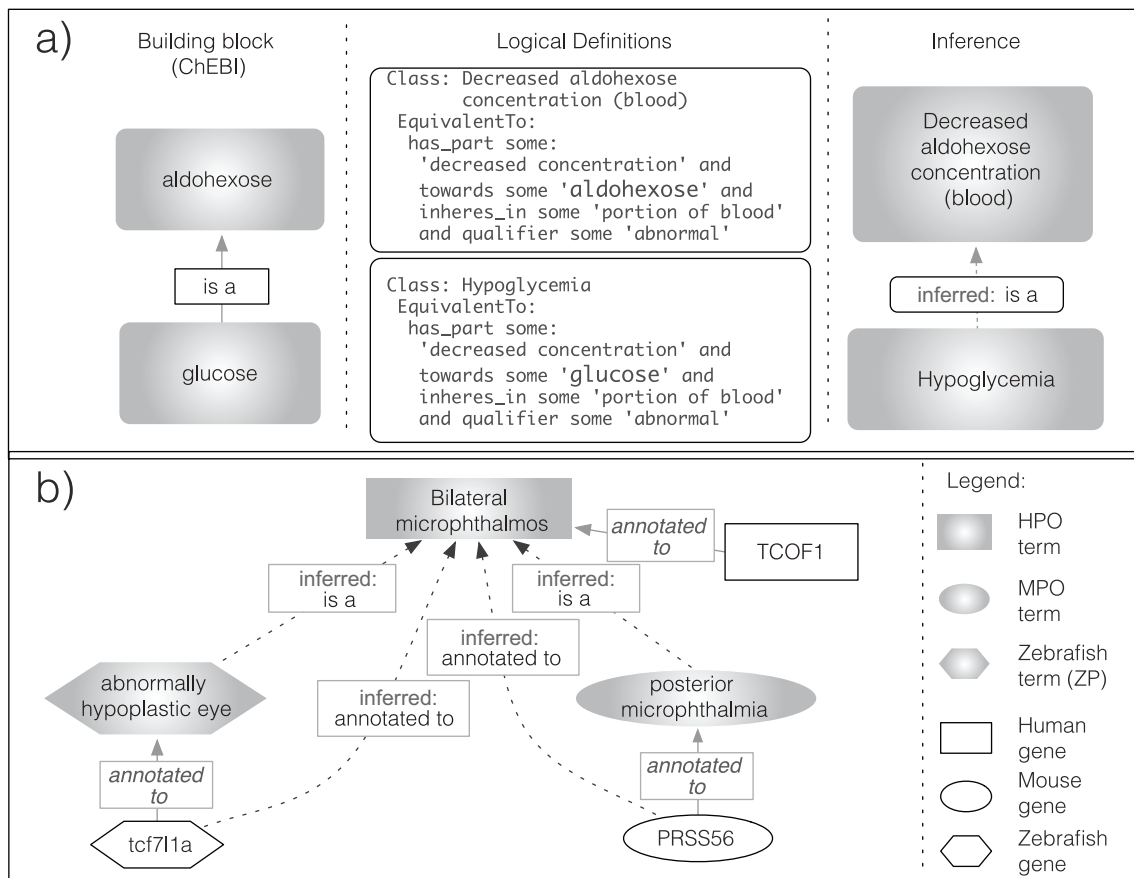 a)
Building block
(ChEBI)
aldohexose
is a
glucose
Logical Definitions
Class: Decreased aldohexose
concentration (blood)
EquivalentTo:
has_part some:
'decreased concentration' and
towards some 'aldohexose' and
inheres_in some 'portion of blood'
and qualifier some 'abnormal'
Class: Hypoglycemia
EquivalentTo:
has_part some:
'decreased concentration' and
towards some 'glucose' and
inheres_in some 'portion of blood'
and qualifier some 'abnormal'
Inference
Decreased
aldohexose
concentration
(blood)
inferred: is a
Hypoglycemia
b)
Bilateral
microphthalmos
annotated
to
TCOF1
inferred:
is a
inferred:
is a
inferred:
annotated to
inferred:
annotated to
abnormally
hypoplastic eye
posterior
microphthalmia
annotated
to
annotated
to
tcf7l1a
PRSS56
Legend:
HPO
term
MPO
term
Zebrafish
term (ZP)
Human
gene
Mouse
gene
Zebrafish
gene